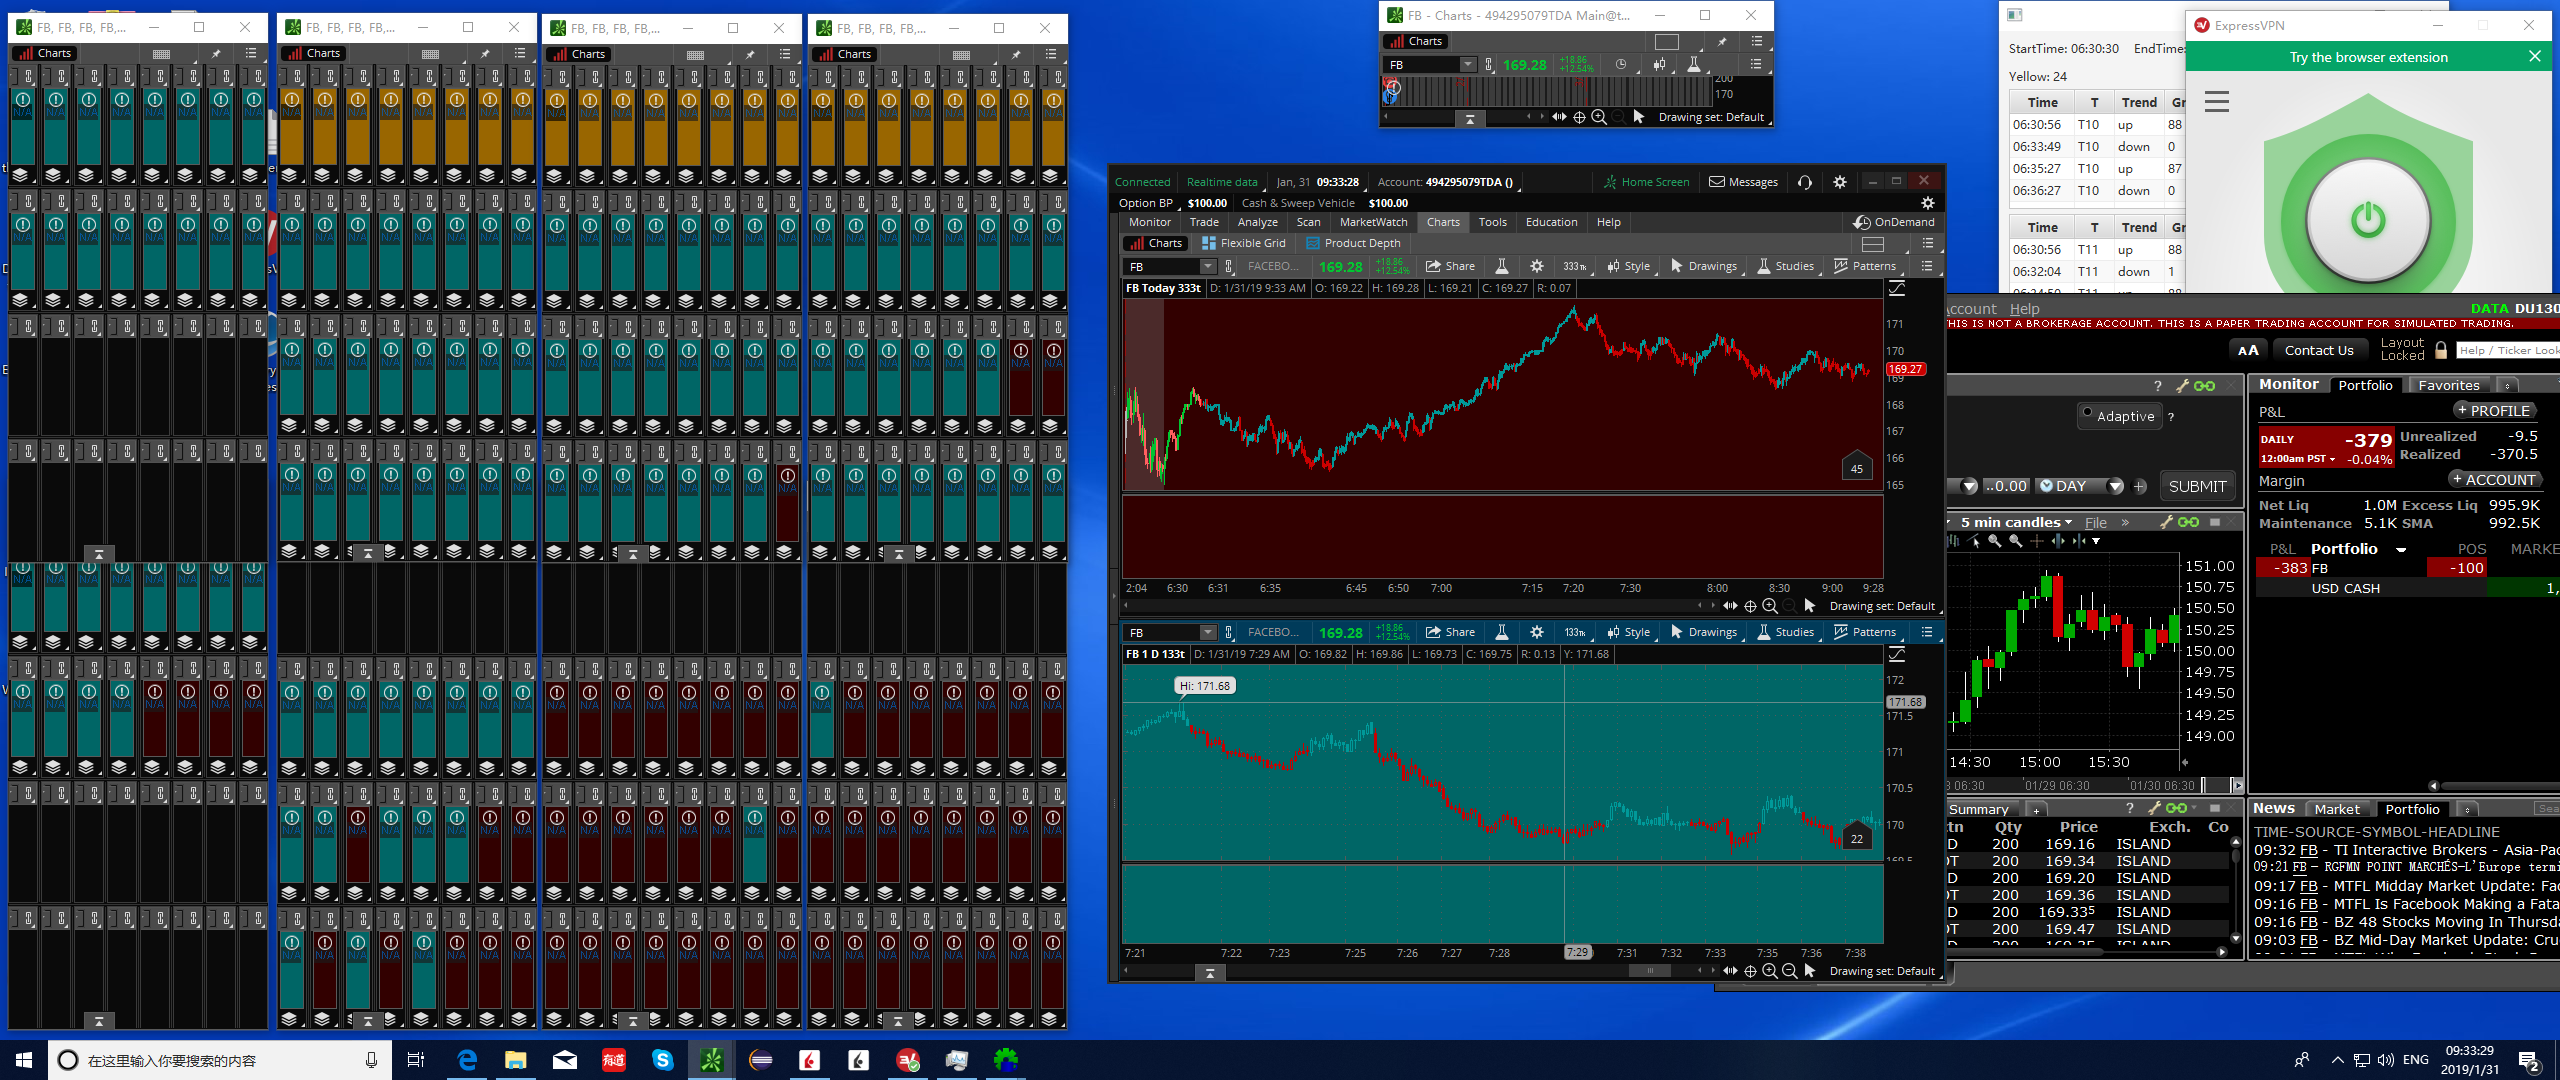 FB, FB, FB, FB,...
Charts
FB, FB, FB, FB,...
Charts
FB, FB, FB, FB,...
Charts
FB, FB, FB, FB,...
Charts
FB - Charts - 494295079TDA Main@t...
Charts
FB 169.28 +18.86 +12.54%
200
170
Drawing set: Default
Connected Realtime data Jan, 31 09:33:28 Account: 494295079TDA () Home Screen Messages
Option BP $100.00 Cash & Sweep Vehicle $100.00
Monitor Trade Analyze Scan MarketWatch Charts Tools Education Help OnDemand
Charts Flexible Grid Product Depth
FB FACEBO... 169.28 +18.86 +12.54% Share 333Tk Style Drawings Studies Patterns
FB Today 333t D: 1/31/19 9:33 AM O: 169.22 H: 169.28 L: 169.21 C: 169.27 R: 0.07
171
170
169.27
169
168
167
166
165
45
2:04 6:30 6:31 6:35 6:45 6:50 7:00 7:15 7:20 7:30 8:00 8:30 9:00 9:28
Drawing set: Default
FB FACEBO... 169.28 +18.86 +12.54% Share 133Tk Style Drawings Studies Patterns
FB 1 D 133t D: 1/31/19 7:29 AM O: 169.82 H: 169.86 L: 169.73 C: 169.75 R: 0.13 Y: 171.68
Hi: 171.68
172
171.68
171.5
171
170.5
170
169.5
22
7:21 7:22 7:23 7:25 7:26 7:27 7:28 7:29 7:31 7:32 7:33 7:35 7:36 7:38
Drawing set: Default
StartTime: 06:30:30 EndTime:
Yellow: 24
Time T Trend Gr
06:30:56 T10 up 88
06:33:49 T10 down 0
06:35:27 T10 up 87
06:36:27 T10 down 0
Time T Trend Gr
06:30:56 T11 up 88
06:32:04 T11 down 1
ExpressVPN
Try the browser extension
Account Help DATA DU130
THIS IS NOT A BROKERAGE ACCOUNT. THIS IS A PAPER TRADING ACCOUNT FOR SIMULATED TRADING.
AA Contact Us Layout Locked Help / Ticker Look
Adaptive ?
..0.00 DAY + SUBMIT
Monitor Portfolio Favorites
P&L + PROFILE
DAILY -379 Unrealized -9.5
12:00am PST -0.04% Realized -370.5
Margin + ACCOUNT
Net Liq 1.0M Excess Liq 995.9K
Maintenance 5.1K SMA 992.5K
P&L Portfolio POS MARKE
-383 FB -100
USD CASH 1,
5 min candles File »
151.00
150.75
150.50
150.25
150.00
149.75
149.50
149.25
149.00
14:30 15:00 15:30
06:30 01/29 06:30 01/30 06:30
Summary +
Qty Price Exch. Co
200 169.16 ISLAND
200 169.34 ISLAND
200 169.20 ISLAND
200 169.36 ISLAND
200 169.335 ISLAND
200 169.47 ISLAND
News Market Portfolio
TIME-SOURCE-SYMBOL-HEADLINE
09:32 FB - TI Interactive Brokers - Asia-Pac
09:21 FB - RGFMN POINT MARCHÉS-L'Europe termi
09:17 FB - MTFL Midday Market Update: Fac
09:16 FB - MTFL Is Facebook Making a Fata
09:16 FB - BZ 48 Stocks Moving In Thursda
09:03 FB - BZ Mid-Day Market Update: Cru
在这里输入你要搜索的内容
有道
ENG
09:33:29
2019/1/31
2